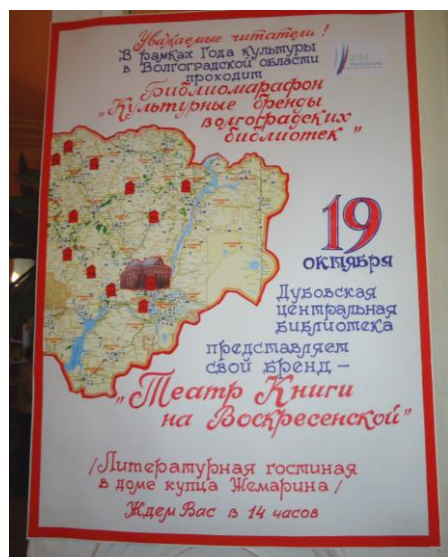 Уважаемые читатели!
В рамках Года культуры
в Волгоградской области
проходит
Библиомарафон
„Культурные бренды
волгоградских
библиотек"
2014
19
октября
Дубовская
центральная
библиотека
представляет
свой бренд –
„Театр Книги
на Воскресенской"
/Литературная гостиная
в доме купца Жемарина/
Ждем Вас в 14 часов